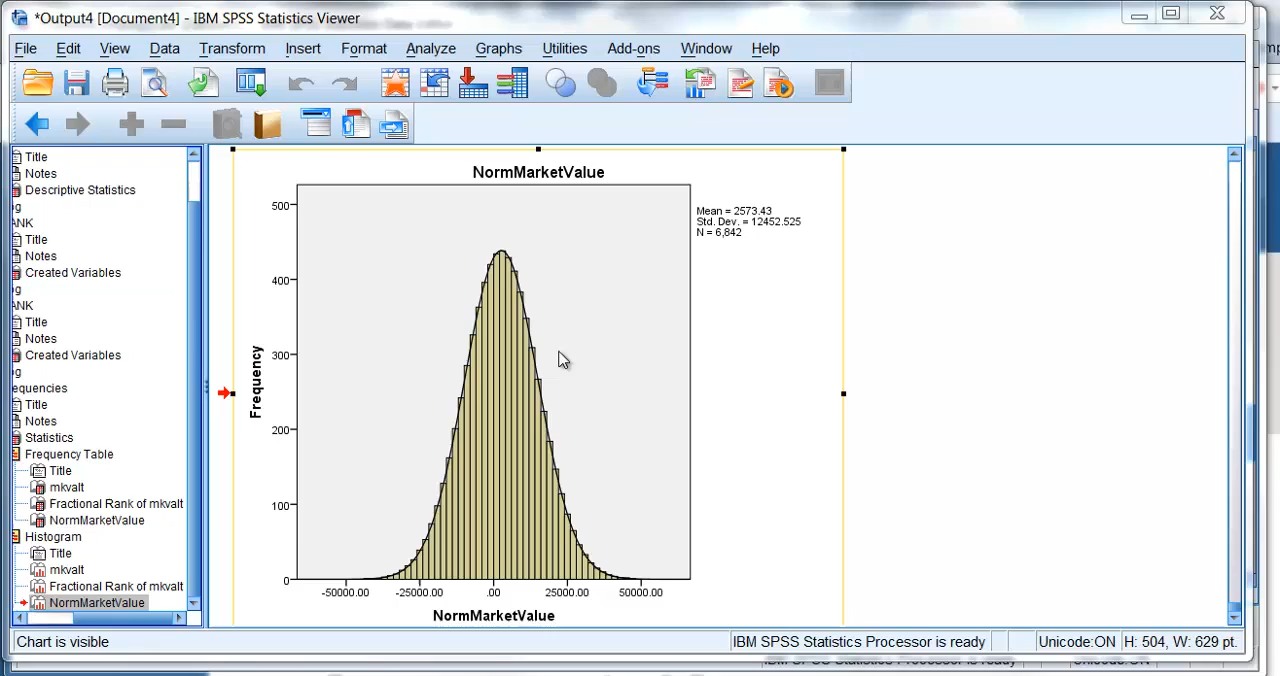 *Output4 [Document4] - IBM SPSS Statistics Viewer
File Edit View Data Transform Insert Format Analyze Graphs Utilities Add-ons Window Help
Title
Notes
Descriptive Statistics
og
ANK
Title
Notes
Created Variables
og
ANK
Title
Notes
Created Variables
og
equencies
Title
Notes
Statistics
Frequency Table
Title
mkvalt
Fractional Rank of mkvalt
NormMarketValue
Histogram
Title
mkvalt
Fractional Rank of mkvalt
NormMarketValue
NormMarketValue
Mean = 2573.43
Std. Dev. = 12452.525
N = 6,842
Frequency
500
400
300
200
100
0
-50000.00 -25000.00 .00 25000.00 50000.00
NormMarketValue
Chart is visible
IBM SPSS Statistics Processor is ready
Unicode:ON
H: 504, W: 629 pt.